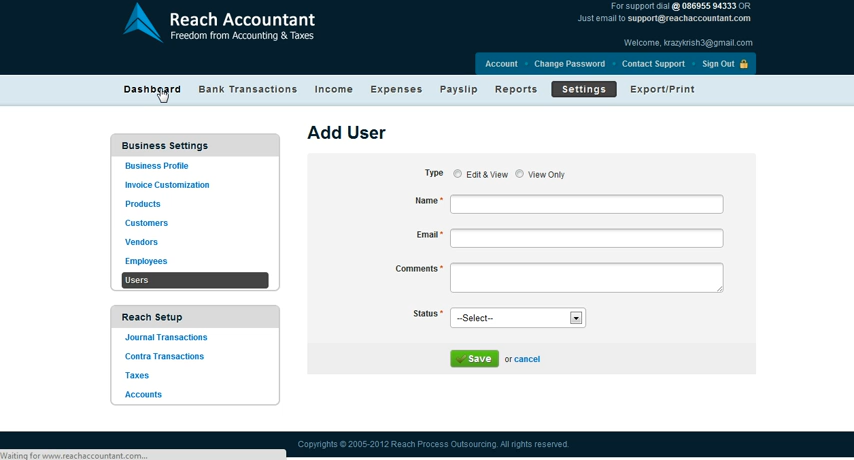 Reach Accountant
Freedom from Accounting & Taxes
For support dial @ 086955 94333 OR
Just email to support@reachaccountant.com
Welcome, krazykrish3@gmail.com
Account • Change Password • Contact Support • Sign Out
Dashboard Bank Transactions Income Expenses Payslip Reports Settings Export/Print
Business Settings
Business Profile
Invoice Customization
Products
Customers
Vendors
Employees
Users
Reach Setup
Journal Transactions
Contra Transactions
Taxes
Accounts
Add User
Type Edit & View View Only
Name *
Email *
Comments *
Status * --Select--
Save or cancel
Copyrights © 2005-2012 Reach Process Outsourcing. All rights reserved.
Waiting for www.reachaccountant.com...